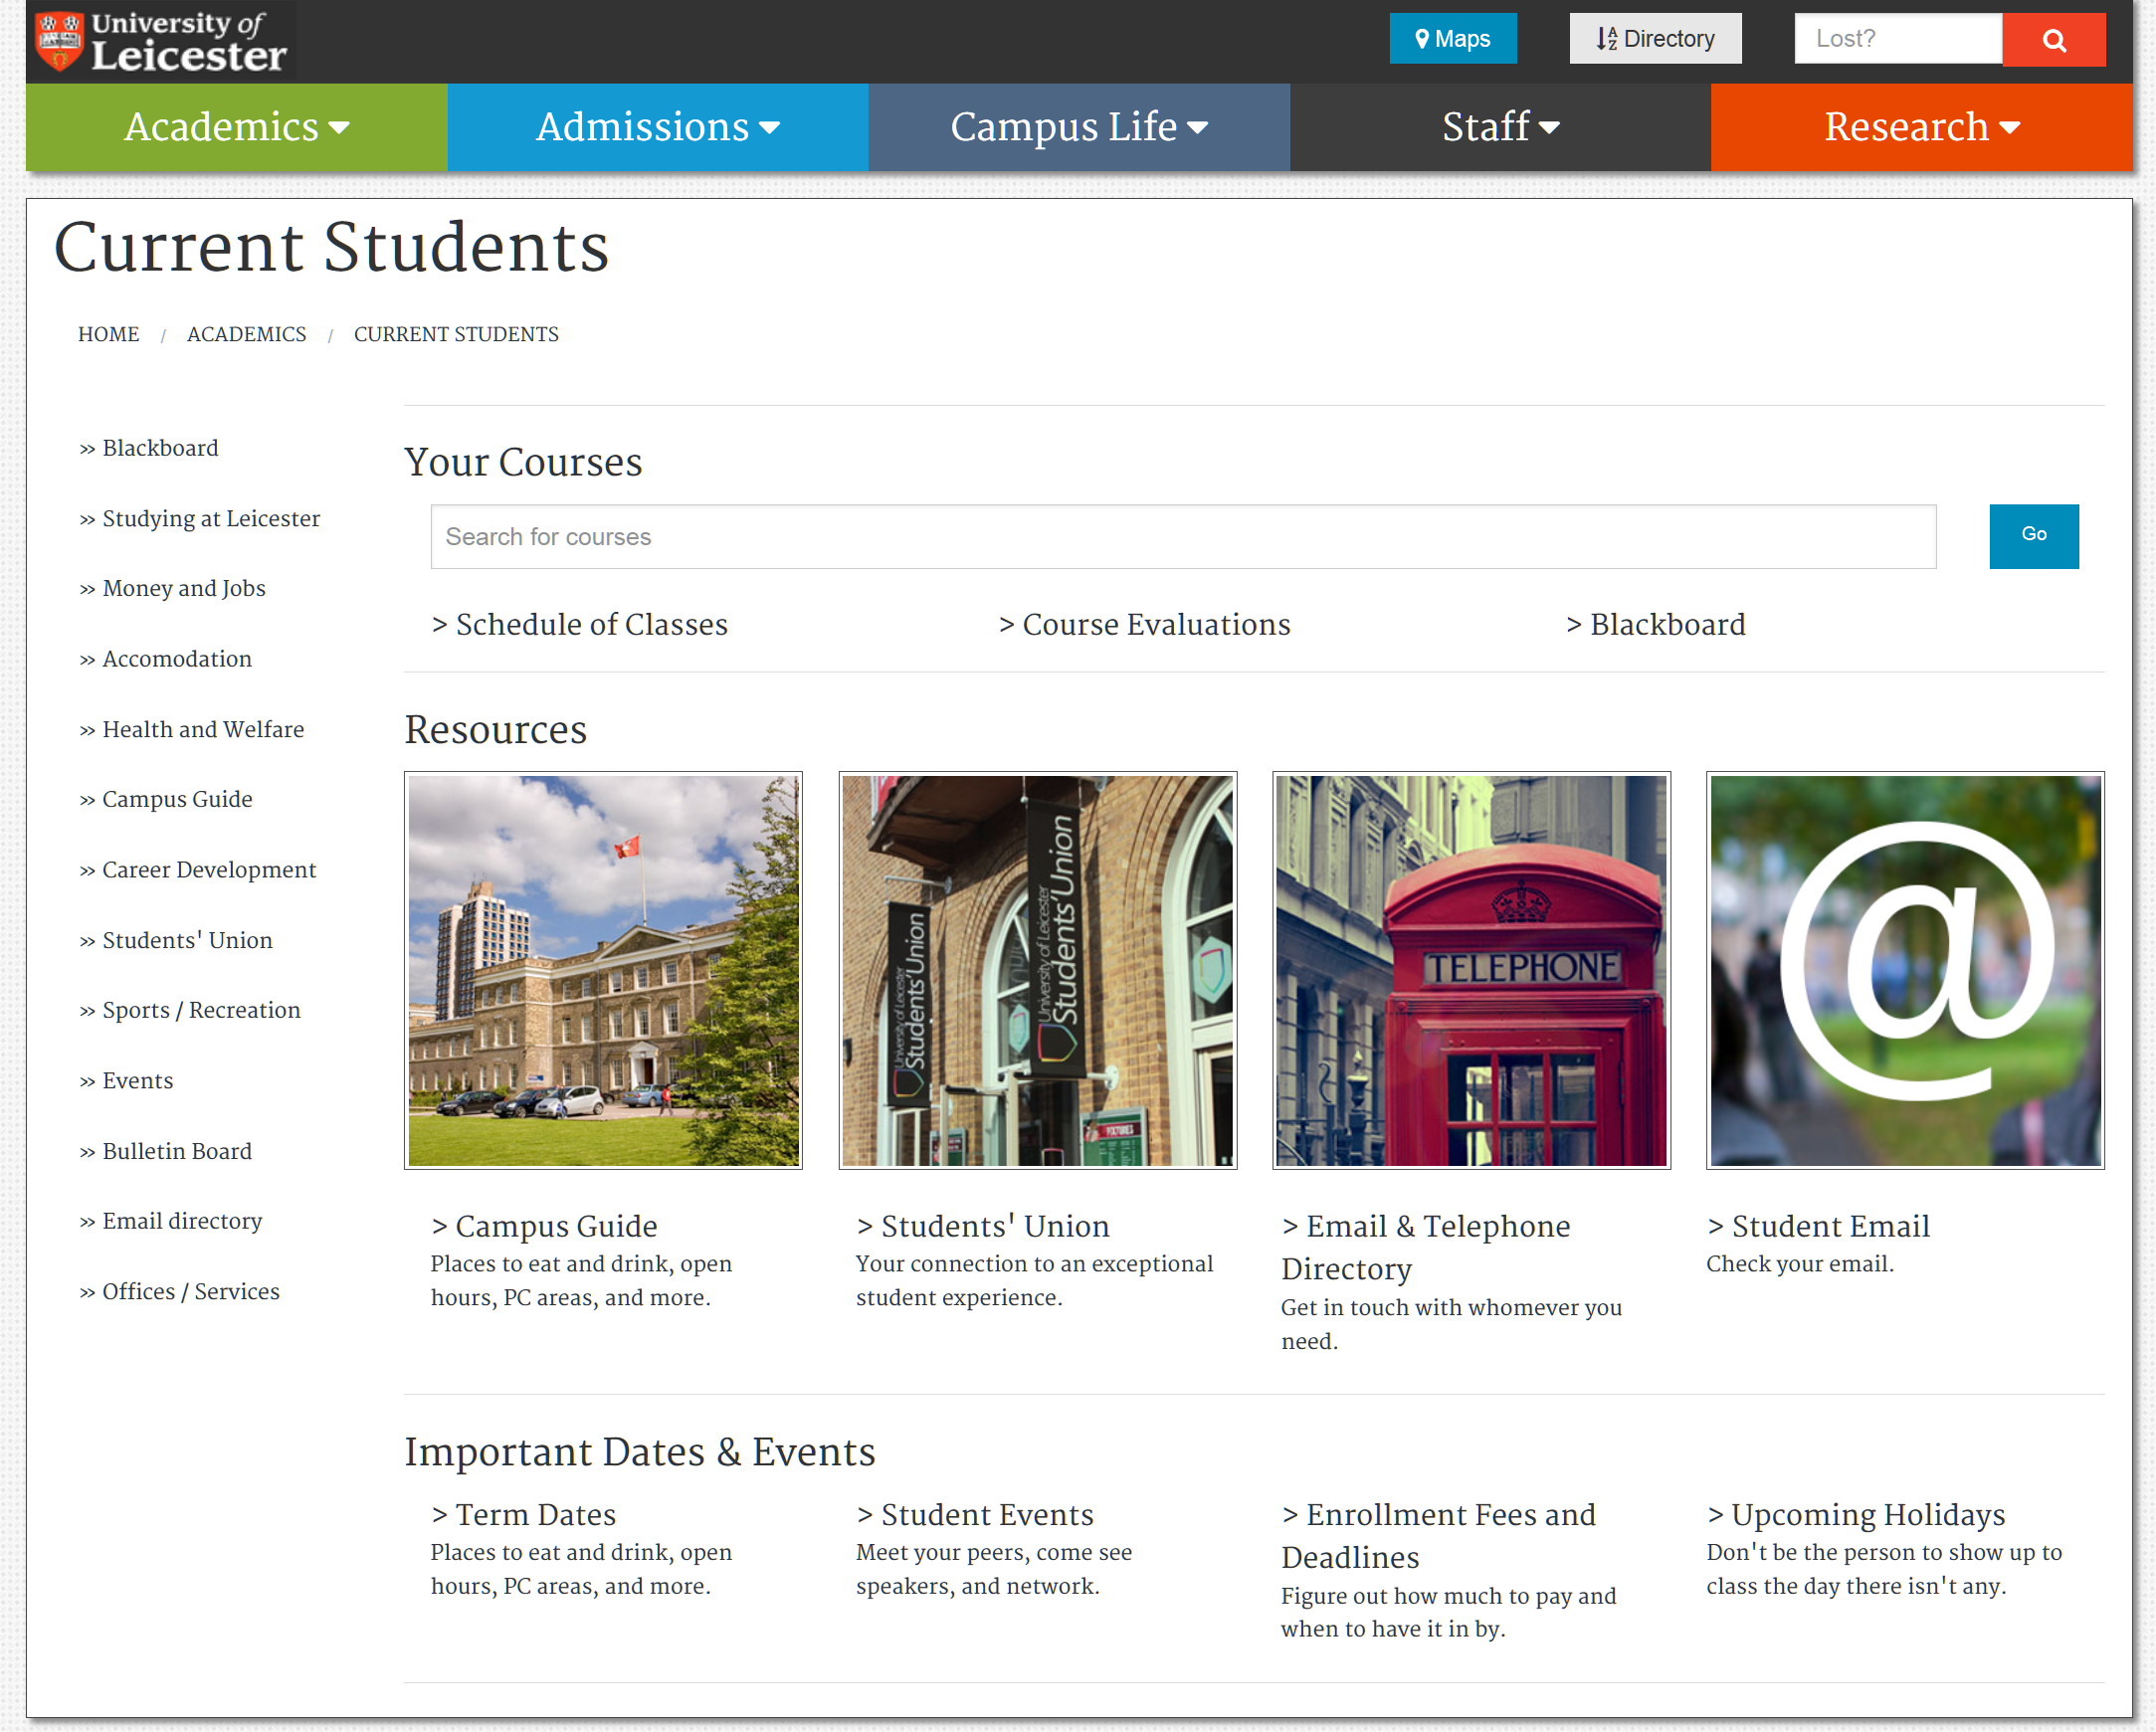 University of
Leicester
Maps
Directory
Lost?
Academics
Admissions
Campus Life
Staff
Research
Current Students
HOME / ACADEMICS / CURRENT STUDENTS
» Blackboard
» Studying at Leicester
» Money and Jobs
» Accomodation
» Health and Welfare
» Campus Guide
» Career Development
» Students' Union
» Sports / Recreation
» Events
» Bulletin Board
» Email directory
» Offices / Services
Your Courses
Search for courses
Go
> Schedule of Classes
> Course Evaluations
> Blackboard
Resources
University of Leicester
Students'Union
University of Leicester
Students'Union
FIXTURES
TELEPHONE
@
> Campus Guide
Places to eat and drink, open
hours, PC areas, and more.
> Students' Union
Your connection to an exceptional
student experience.
> Email & Telephone
Directory
Get in touch with whomever you
need.
> Student Email
Check your email.
Important Dates & Events
> Term Dates
Places to eat and drink, open
hours, PC areas, and more.
> Student Events
Meet your peers, come see
speakers, and network.
> Enrollment Fees and
Deadlines
Figure out how much to pay and
when to have it in by.
> Upcoming Holidays
Don't be the person to show up to
class the day there isn't any.